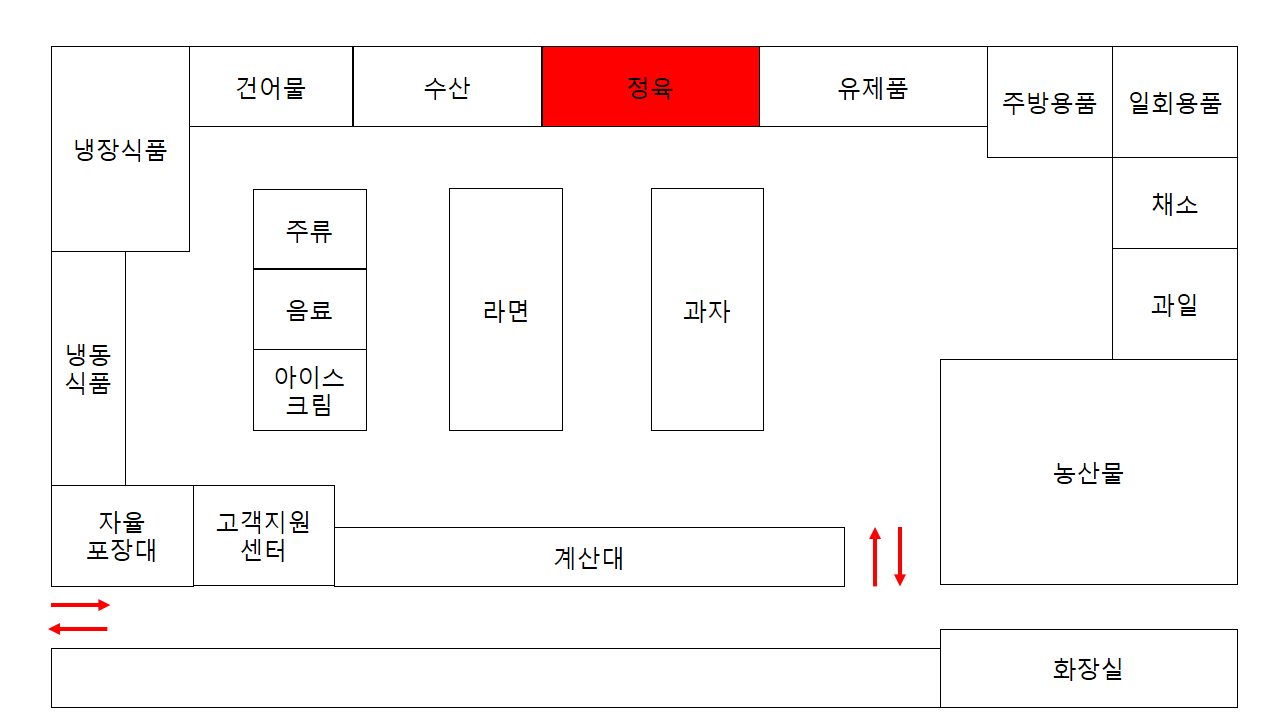 건어물
수산
정육
유제품
주방용품
일회용품
냉장식품
채소
주류
음료
라면
과자
과일
냉동
식품
아이스
크림
농산물
자율
포장대
고객지원
센터
계산대
화장실